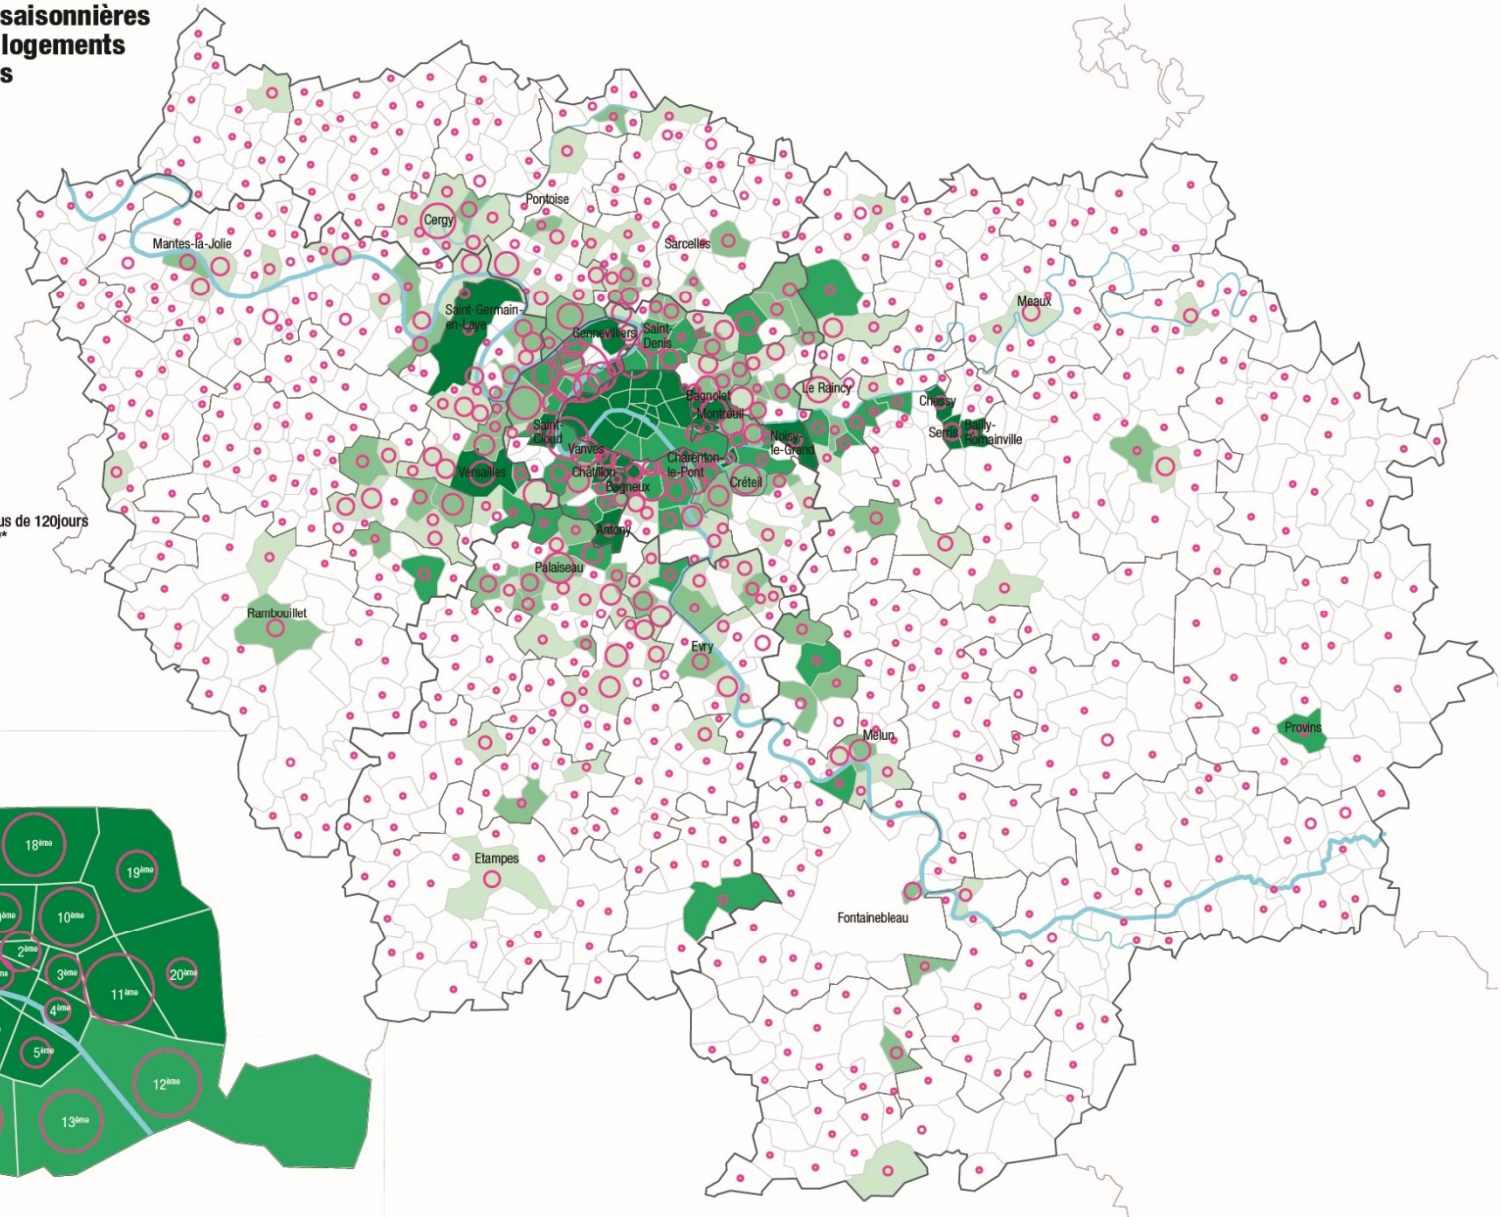 saisonnières
logements
s
Pontoise
Cergy
Mantes-la-Jolie
Sarcelles
Meaux
Saint-Germain-
en-Laye
Gennevilliers
Saint-
Denis
Le Raincy
Bagnolet
Chessy
Montreuil
Saint-
Cloud
Serris
Bailly-
Romainville
Noisy-
le-Grand
Vanves
Charenton-
le-Pont
Versailles
Châtillon
Créteil
Bagneux
us de 120jours
Antony
Palaiseau
Rambouillet
Evry
Provins
Melun
Etampes
Fontainebleau
18ème
19ème
10ème
2ème
3ème
20ème
11ème
4ème
5ème
12ème
13ème